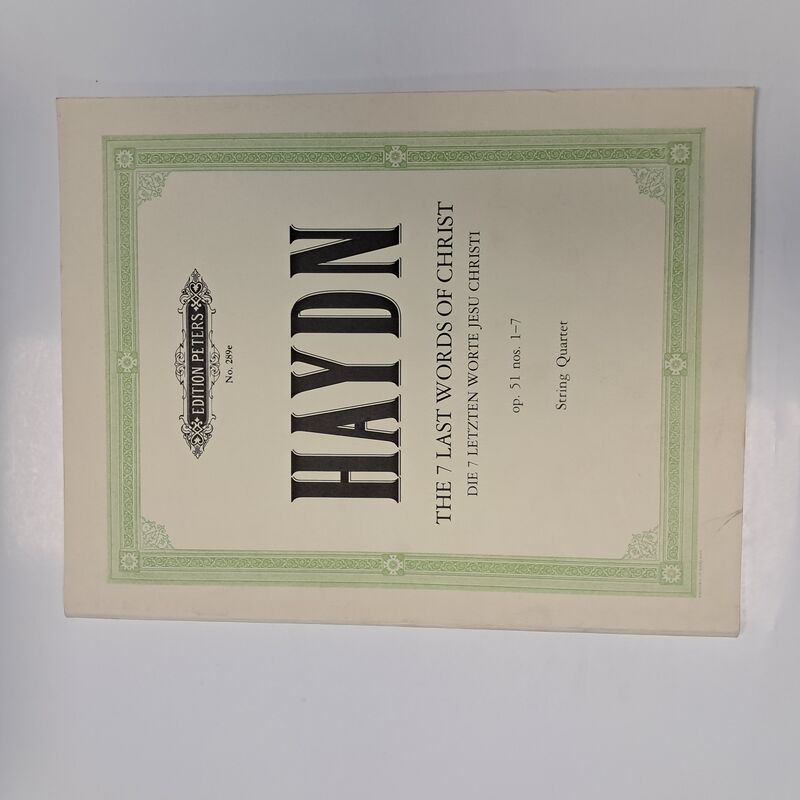 EDITION PETERS
No. 289e
HAYDN
THE 7 LAST WORDS OF CHRIST
DIE 7 LETZTEN WORTE JESU CHRISTI
op. 51 nos. 1–7
String Quartet